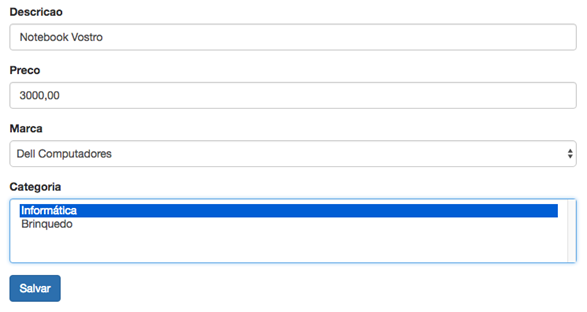 Descricao
Notebook Vostro
Preco
3000,00
Marca
Dell Computadores
Categoria
Informática
Brinquedo
Salvar